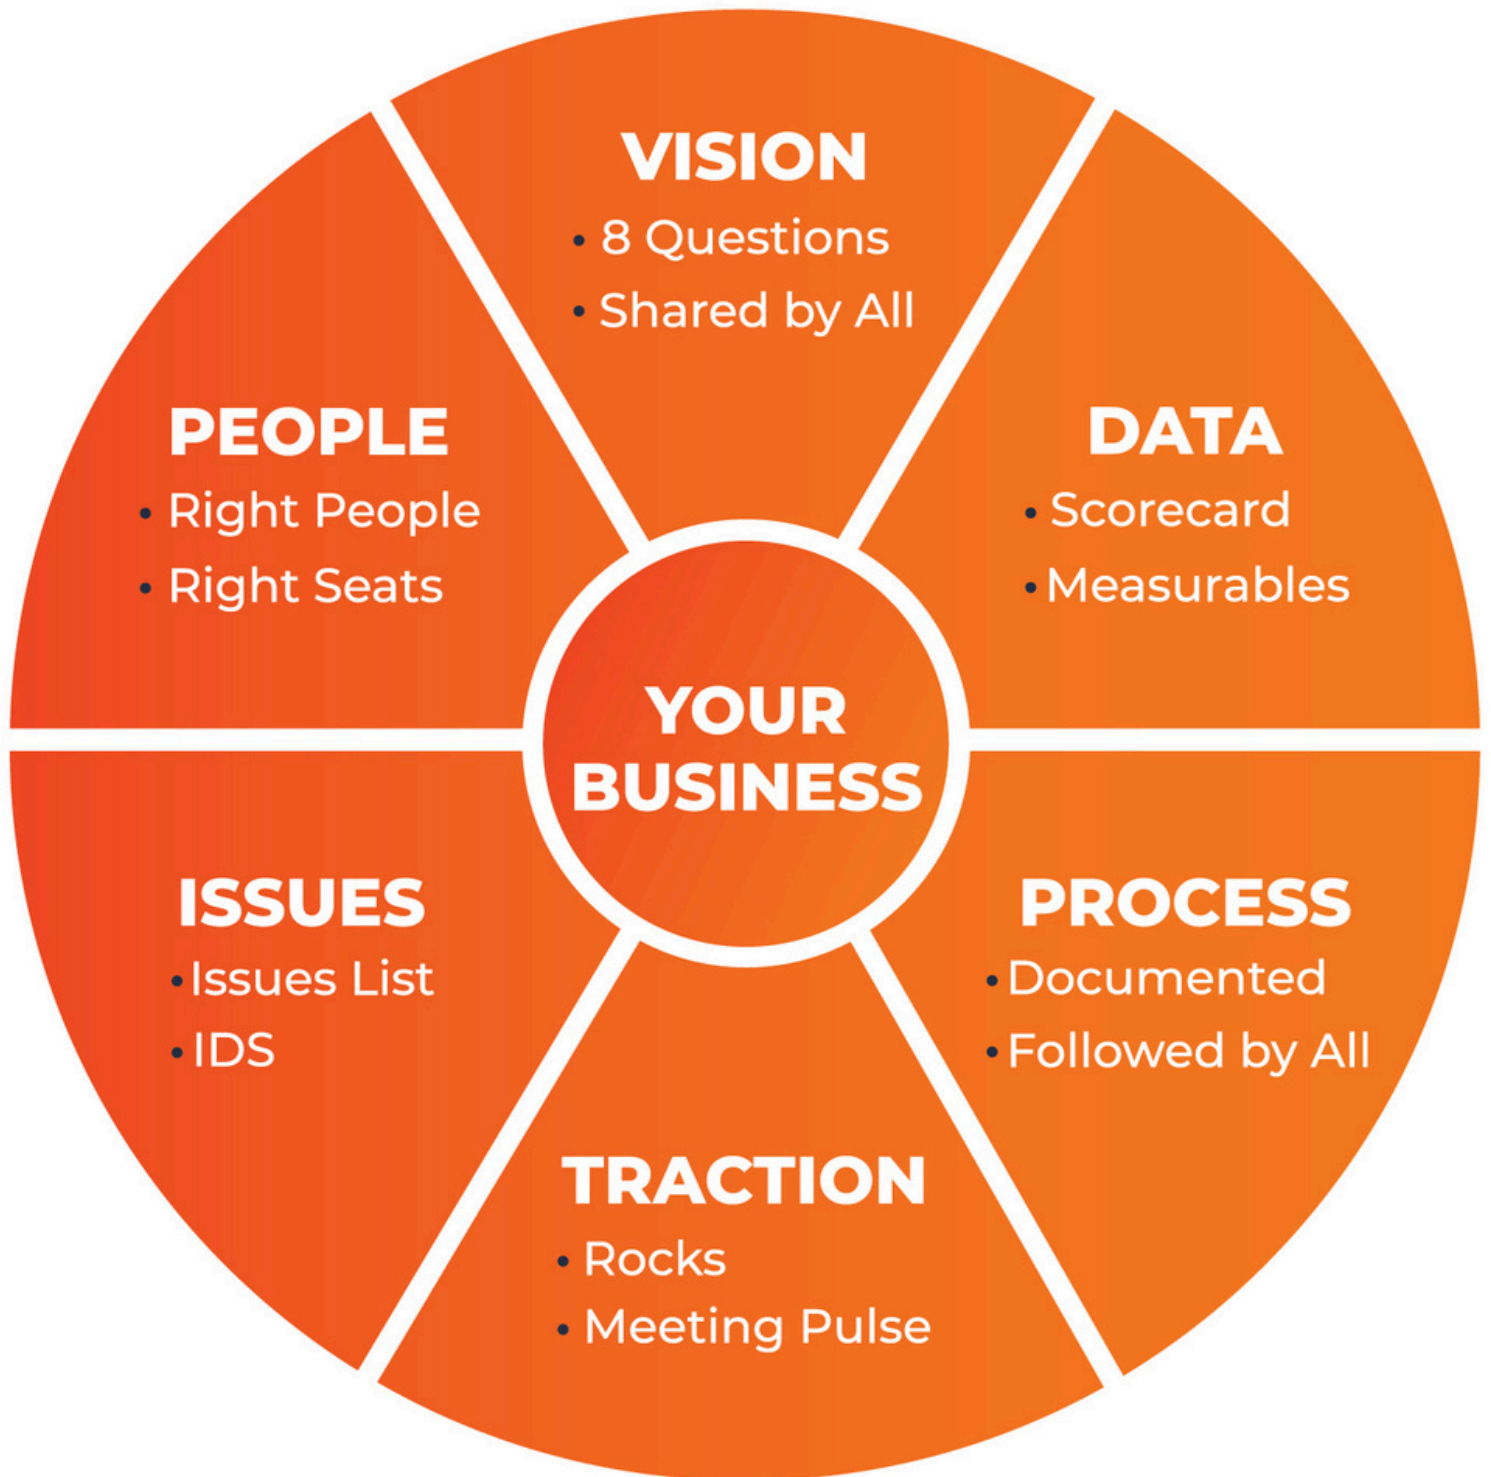 VISION
• 8 Questions
• Shared by All
PEOPLE
• Right People
• Right Seats
DATA
• Scorecard
• Measurables
YOUR
BUSINESS
ISSUES
• Issues List
• IDS
PROCESS
• Documented
• Followed by All
TRACTION
• Rocks
• Meeting Pulse